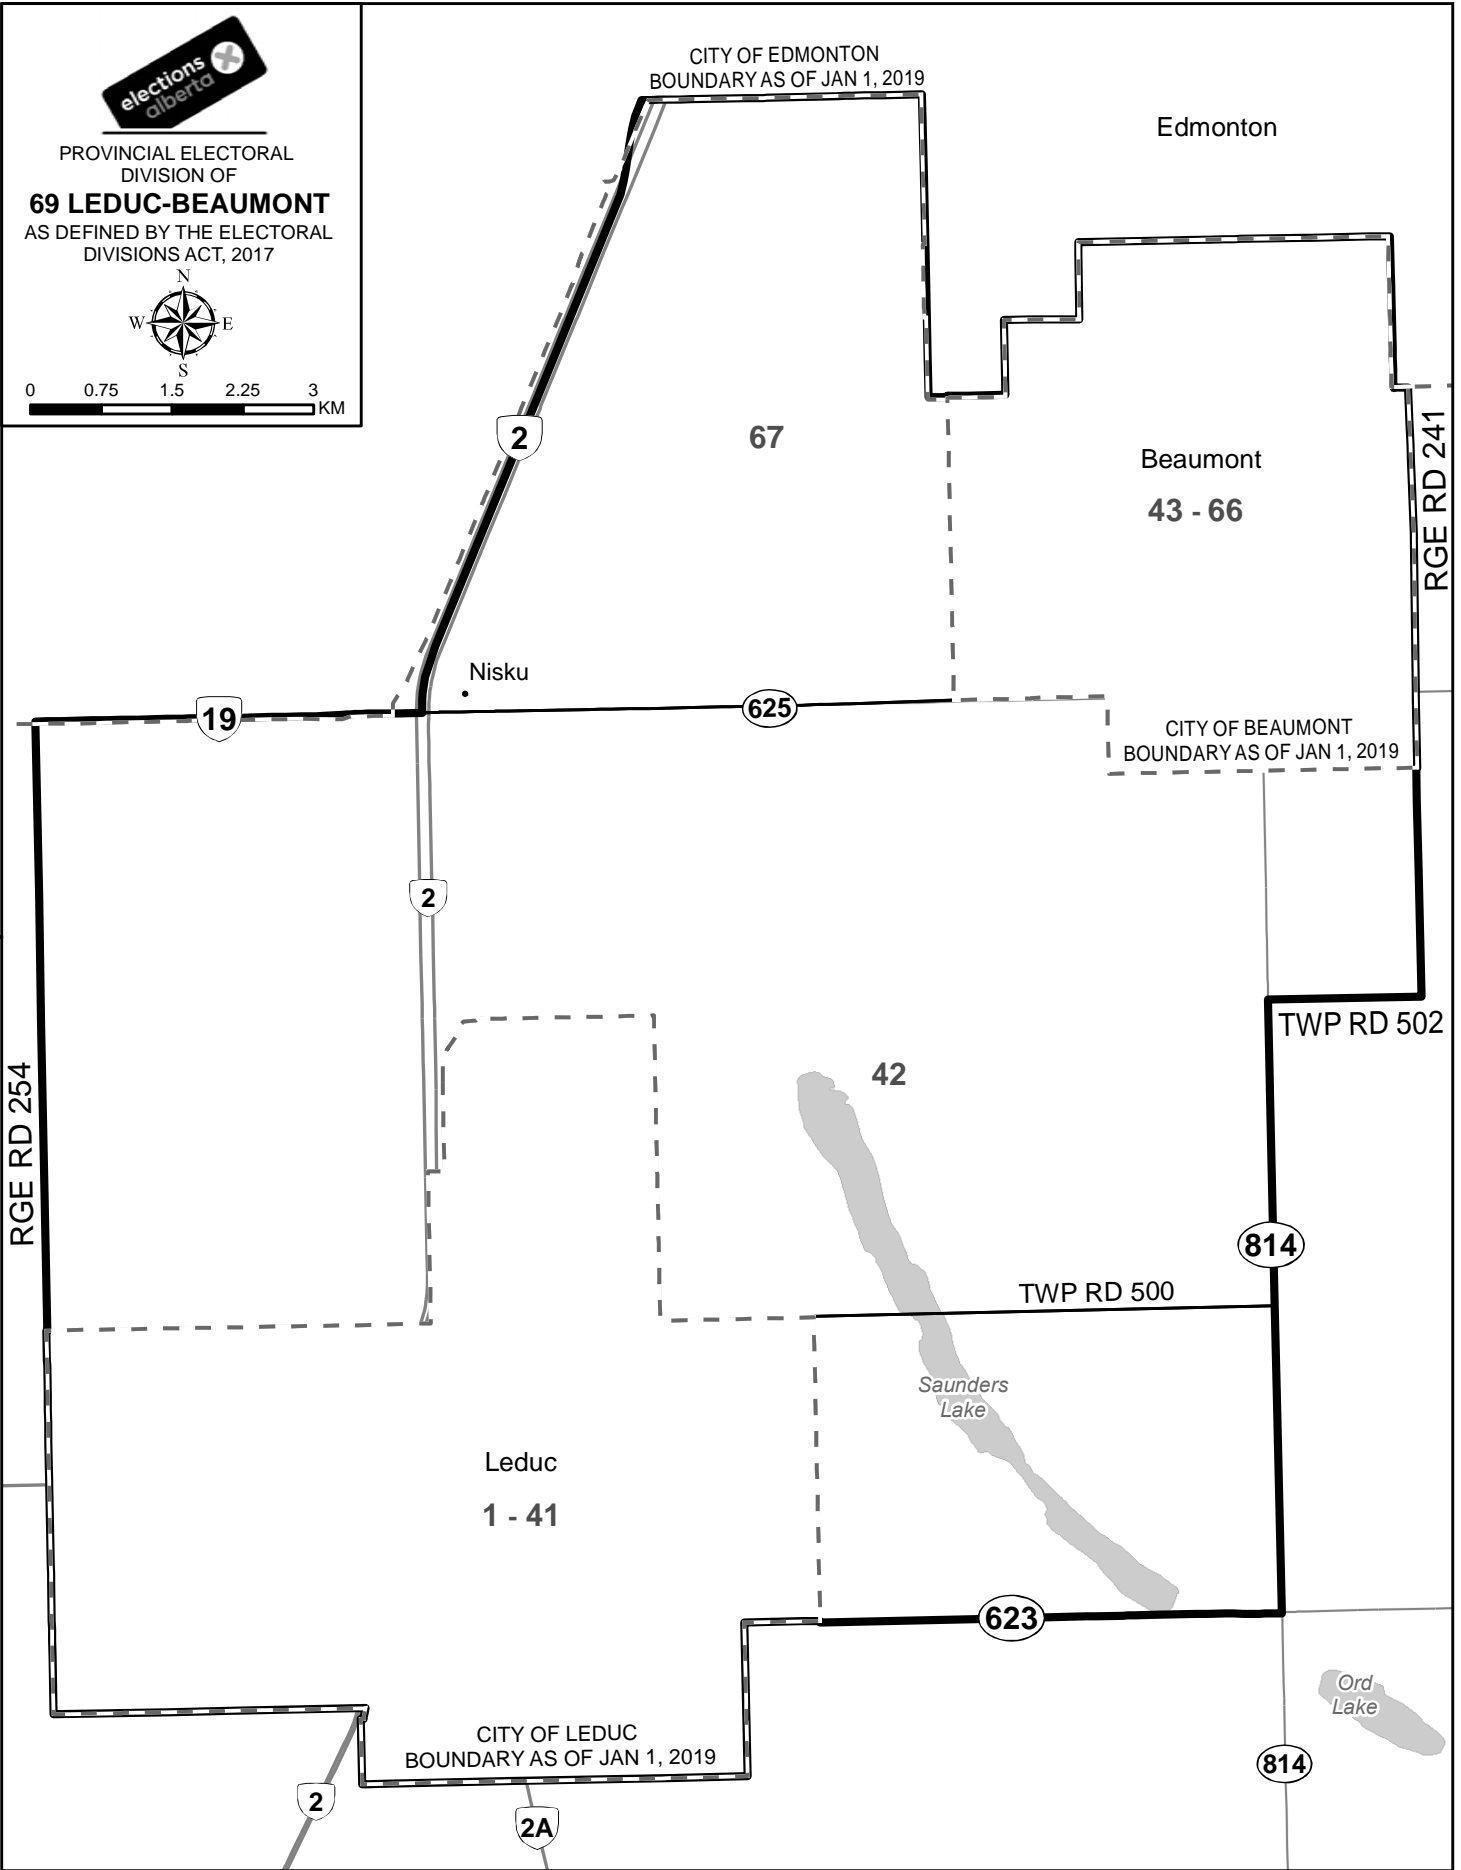 elections
alberta
PROVINCIAL ELECTORAL
DIVISION OF
69 LEDUC-BEAUMONT
AS DEFINED BY THE ELECTORAL
DIVISIONS ACT, 2017
N
W
E
S
0 0.75 1.5 2.25 3
KM
CITY OF EDMONTON
BOUNDARY AS OF JAN 1, 2019
Edmonton
2
67
Beaumont
43 - 66
RGE RD 241
Nisku
19
625
CITY OF BEAUMONT
BOUNDARY AS OF JAN 1, 2019
2
TWP RD 502
42
RGE RD 254
814
TWP RD 500
Saunders
Lake
Leduc
1 - 41
623
Ord
Lake
CITY OF LEDUC
BOUNDARY AS OF JAN 1, 2019
814
2
2A